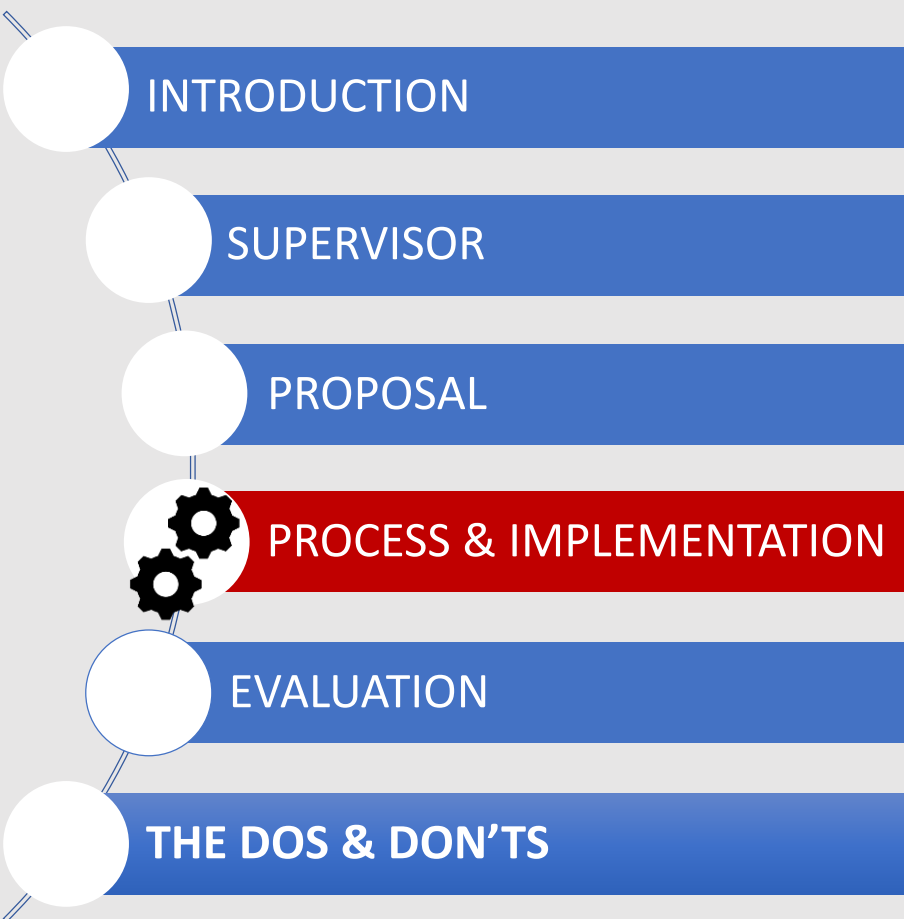 INTRODUCTION
SUPERVISOR
PROPOSAL
PROCESS & IMPLEMENTATION
EVALUATION
THE DOS & DON’TS